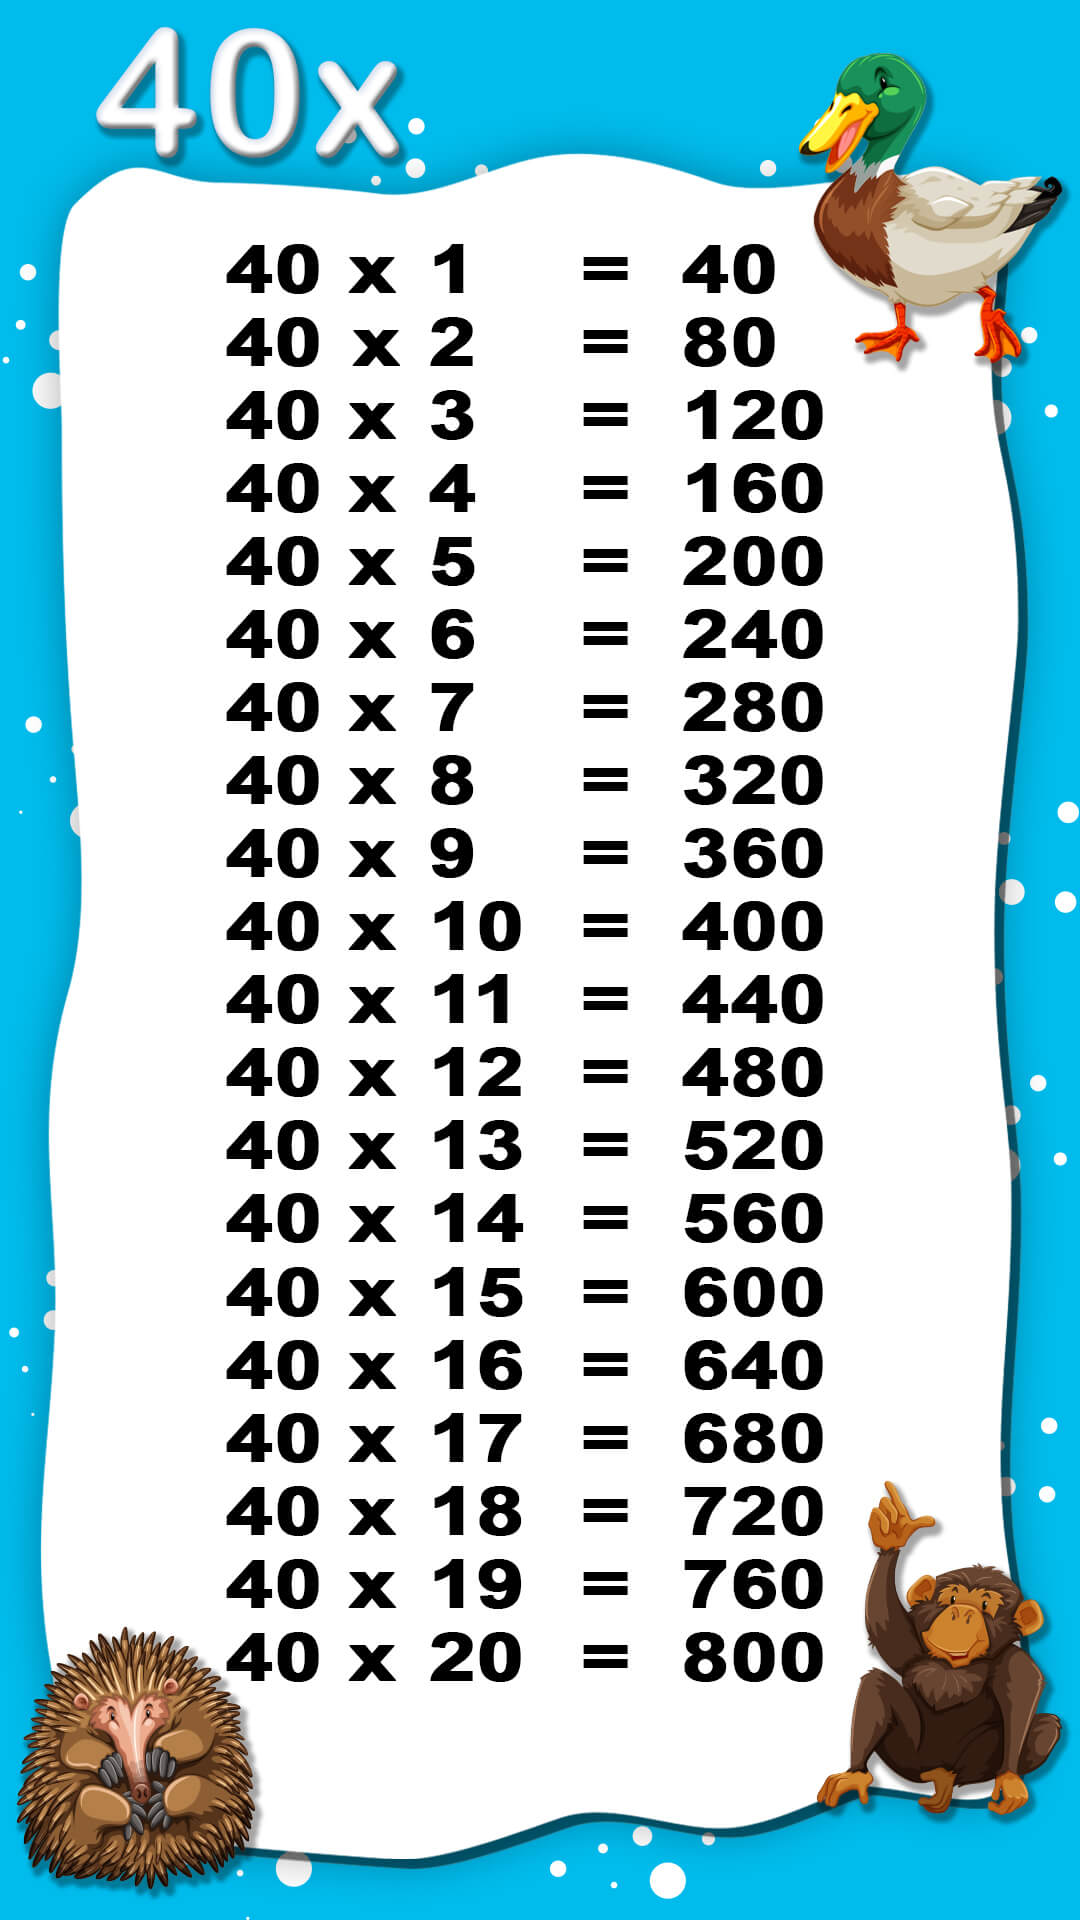 40x
40 x 1 = 40
40 x 2 = 80
40 x 3 = 120
40 x 4 = 160
40 x 5 = 200
40 x 6 = 240
40 x 7 = 280
40 x 8 = 320
40 x 9 = 360
40 x 10 = 400
40 x 11 = 440
40 x 12 = 480
40 x 13 = 520
40 x 14 = 560
40 x 15 = 600
40 x 16 = 640
40 x 17 = 680
40 x 18 = 720
40 x 19 = 760
40 x 20 = 800